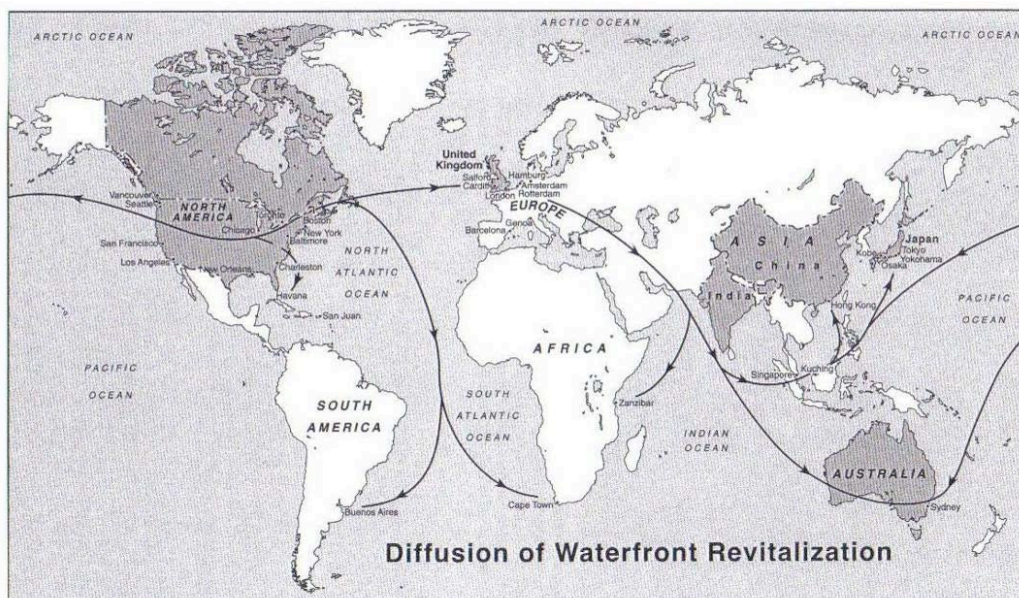 ARCTIC OCEAN
ARCTIC OCEAN
ARCTIC OCEAN
United
Kingdom
Salford
Cardiff
London
Hamburg
Amsterdam
Rotterdam
EUROPE
Genoa
Barcelona
Vancouver
Seattle
NORTH
AMERICA
Toronto
Chicago
Boston
New York
Baltimore
San Francisco
Los Angeles
New Orleans
Charleston
Havana
San Juan
NORTH
ATLANTIC
OCEAN
ASIA
China
India
Japan
Kobe
Tokyo
Yokohama
Osaka
Hong Kong
PACIFIC
OCEAN
PACIFIC
OCEAN
AFRICA
Singapore
Kuching
Zanzibar
SOUTH
AMERICA
SOUTH
ATLANTIC
OCEAN
INDIAN
OCEAN
AUSTRALIA
Sydney
Buenos Aires
Cape Town
Diffusion of Waterfront Revitalization